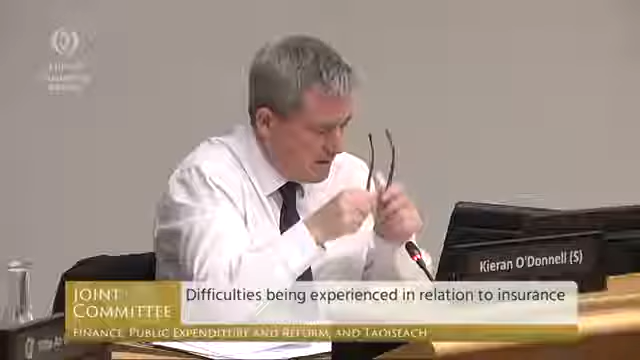 Kieran O'Donnell (S)
JOINT
COMMITTEE
Difficulties being experienced in relation to insurance
FINANCE, PUBLIC EXPENDITURE AND REFORM, AND TAOISEACH